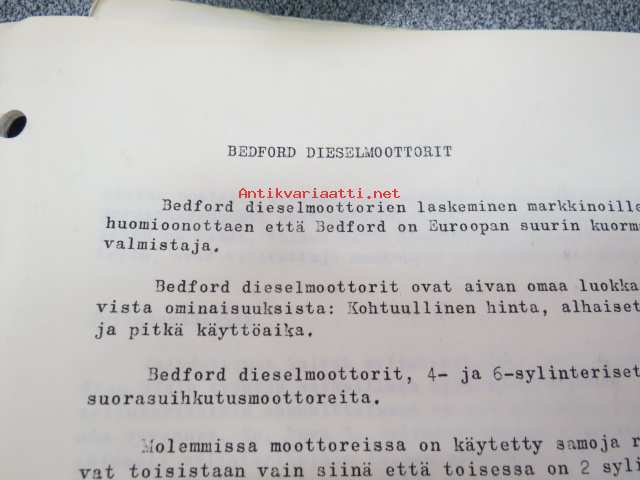 BEDFORD DIESELMOOTTORIT
Antikvariaatti.net
Bedford dieselmoottorien laskeminen markkinoille
huomioonottaen että Bedford on Euroopan suurin kuorm
valmistaja.
Bedford dieselmoottorit ovat aivan omaa luokka
vista ominaisuuksista: Kohtuullinen hinta, alhaiset
ja pitkä käyttöaika.
Bedford dieselmoottorit, 4- ja 6-sylinteriset
suorasuihkutusmoottoreita.
Molemmissa moottoreissa on käytetty samoja r
vat toisistaan vain siinä että toisessa on 2 syli